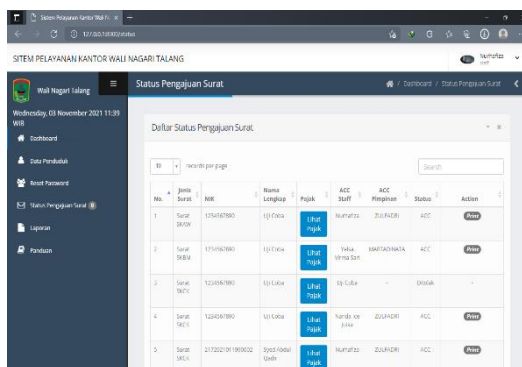 Sistem Pelayanan Kantor Wali N
127.0.0.1:8000/status
SITEM PELAYANAN KANTOR WALI NAGARI TALANG
Nurhafiza
staff
Wali Nagari Talang
Status Pengajuan Surat
Dashboard / Status Pengajuan Surat
Wednesday, 03 November 2021 11:39
WIB
Dashboard
Data Penduduk
Reset Password
Status Pengajuan Surat
Laporan
Panduan
Daftar Status Pengajuan Surat
10 records per page
Search
No. Jenis Surat NIK Nama Lengkap Pajak ACC Staff ACC Pimpinan Status Action
1 Surat 1234567890 Uji Coba Lihat Pajak Nurhafiza ZULFADRI ACC Print
2 Surat SKBM 1234567890 Uji Coba Lihat Pajak ACC Print
3 Surat SKCK 1234567890 Uji Coba Lihat Pajak Uji Coba - Ditolak -
4 Surat SKCK 1234567890 Uji Coba Lihat Pajak ZULFADRI ACC Print
5 Surat SKCK Syed Abdul Lihat Pajak Nurhafiza ZULFADRI ACC Print